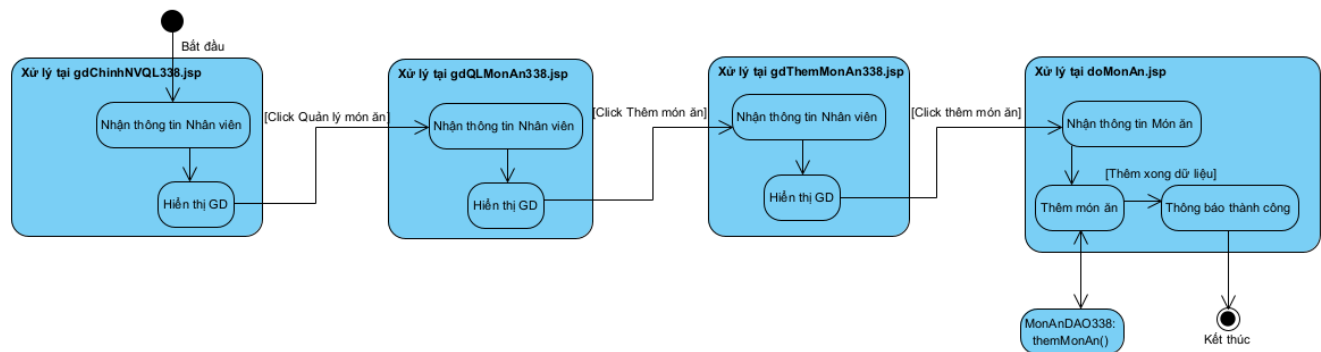 Bắt đầu
Xử lý tại gdChinhNVQL338.jsp
Nhận thông tin Nhân viên
Hiển thị GD
[Click Quản lý món ăn]
Xử lý tại gdQLMonAn338.jsp
Nhận thông tin Nhân viên
Hiển thị GD
[Click Thêm món ăn]
Xử lý tại gdThemMonAn338.jsp
Nhận thông tin Nhân viên
Hiển thị GD
[Click thêm món ăn]
Xử lý tại doMonAn.jsp
Nhận thông tin Món ăn
[Thêm xong dữ liệu]
Thêm món ăn
Thông báo thành công
MonAnDAO338:
themMonAn()
Kết thúc